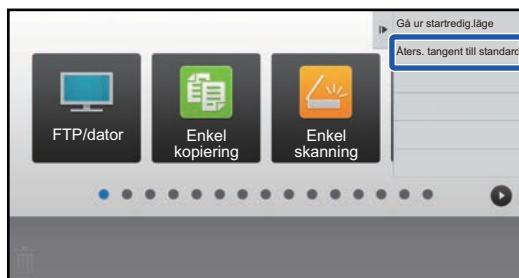 Gå ur startredig.läge
Åters. tangent till standard
FTP/dator
Enkel
kopiering
Enkel
skanning